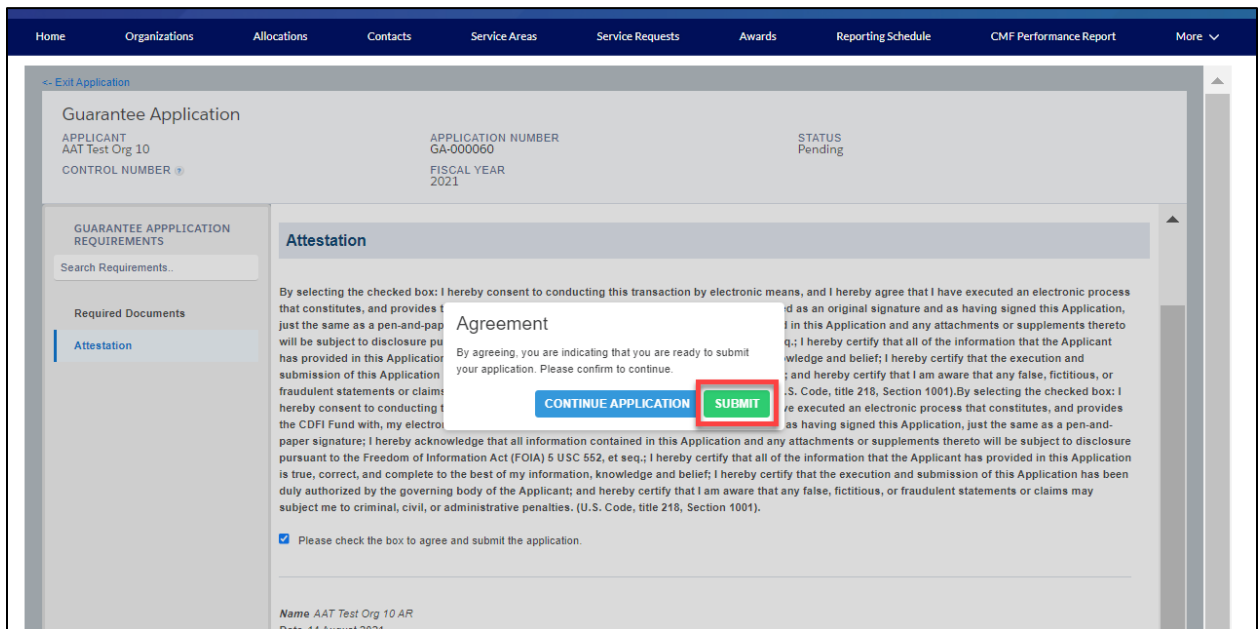 Home Organizations Allocations Contacts Service Areas Service Requests Awards Reporting Schedule CMF Performance Report More
<- Exit Application
Guarantee Application
APPLICANT APPLICATION NUMBER STATUS
AAT Test Org 10 GA-000060 Pending
CONTROL NUMBER ? FISCAL YEAR
2021
GUARANTEE APPPLICATION
REQUIREMENTS
Search Requirements..
Required Documents
Attestation
Attestation
By selecting the checked box: I hereby consent to conducting this transaction by electronic means, and I hereby agree that I have executed an electronic process
that constitutes, and provides ed as an original signature and as having signed this Application,
just the same as a pen-and-pap d in this Application and any attachments or supplements thereto
will be subject to disclosure pu q.; I hereby certify that all of the information that the Applicant
has provided in this Application wledge and belief; I hereby certify that the execution and
submission of this Application ; and hereby certify that I am aware that any false, fictitious, or
fraudulent statements or claims .S. Code, title 218, Section 1001).By selecting the checked box: I
hereby consent to conducting t ve executed an electronic process that constitutes, and provides
the CDFI Fund with, my electron as having signed this Application, just the same as a pen-and-
paper signature; I hereby acknowledge that all information contained in this Application and any attachments or supplements thereto will be subject to disclosure
pursuant to the Freedom of Information Act (FOIA) 5 USC 552, et seq.; I hereby certify that all of the information that the Applicant has provided in this Application
is true, correct, and complete to the best of my information, knowledge and belief; I hereby certify that the execution and submission of this Application has been
duly authorized by the governing body of the Applicant; and hereby certify that I am aware that any false, fictitious, or fraudulent statements or claims may
subject me to criminal, civil, or administrative penalties. (U.S. Code, title 218, Section 1001).
Agreement
By agreeing, you are indicating that you are ready to submit
your application. Please confirm to continue.
CONTINUE APPLICATION SUBMIT
Please check the box to agree and submit the application.
Name AAT Test Org 10 AR